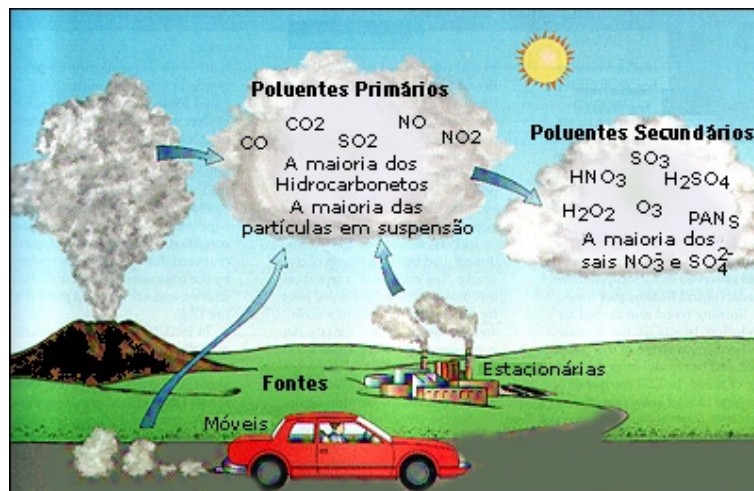 Poluentes Primários
CO CO2 SO2 NO NO2
A maioria dos
Hidrocarbonetos
A maioria das
partículas em suspensão
Poluentes Secundários
SO3
HNO3 H2SO4
H2O2 O3 PANS
A maioria dos
sais NO3- e SO4 2-
Fontes
Estacionárias
Móveis